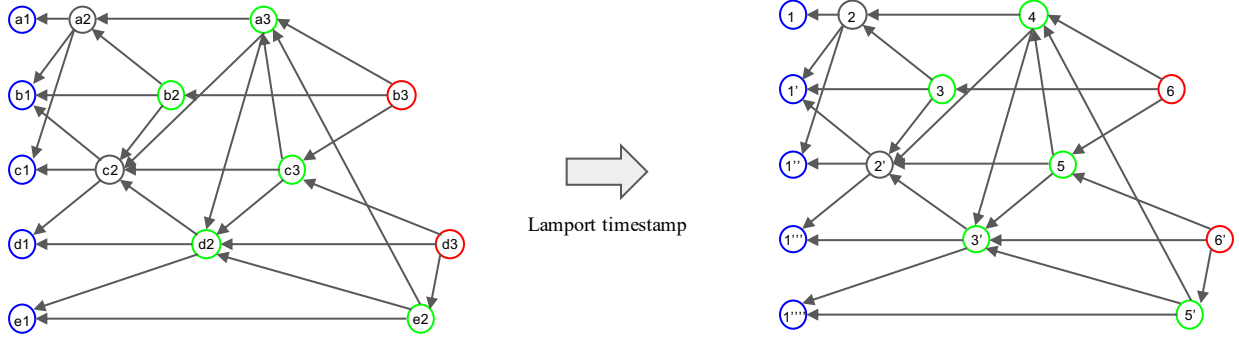 a1 a2 a3 1 2 4
b1 b2 b3 1' 3 6
c1 c2 c3 1'' 2' 5
Lamport timestamp
d1 d2 d3 1''' 3' 6'
e1 e2 1'''' 5'